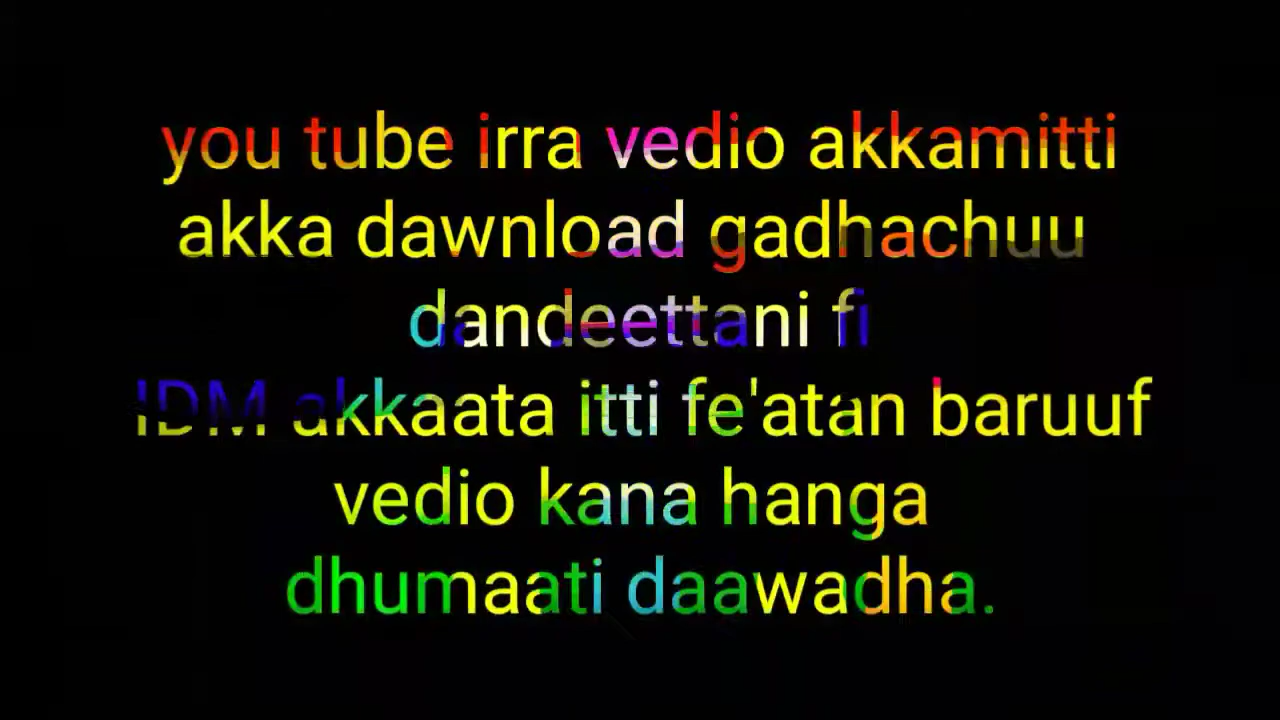 you tube irra vedio akkamitti
akka dawnload gadhachuu
dandeettani fi
IDM akkaata itti fe'atan baruuf
vedio kana hanga
dhumaati daawadha.